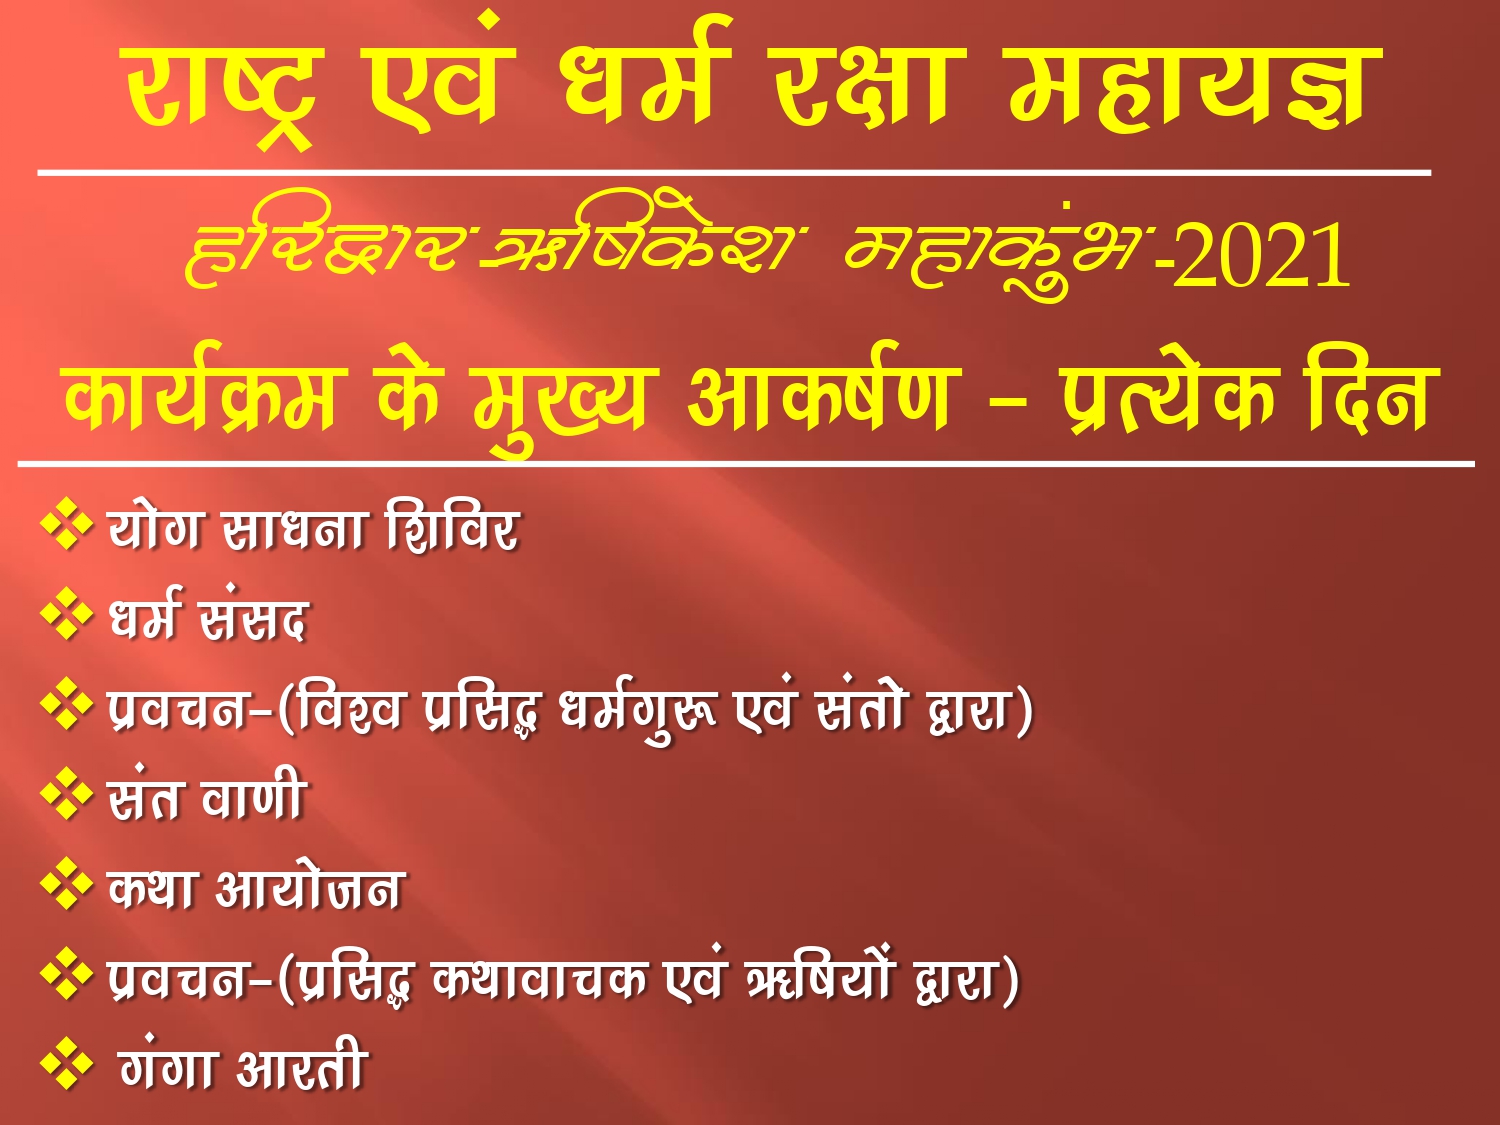 राष्ट्र एवं धर्म रक्षा महायज्ञ
हरिद्वार-ऋषिकेश महाकुंभ-2021
कार्यक्रम के मुख्य आकर्षण – प्रत्येक दिन
❖ योग साधना शिविर
❖ धर्म संसद
❖ प्रवचन-(विश्व प्रसिद्ध धर्मगुरू एवं संतो द्वारा)
❖ संत वाणी
❖ कथा आयोजन
❖ प्रवचन-(प्रसिद्ध कथावाचक एवं ऋषियों द्वारा)
❖ गंगा आरती